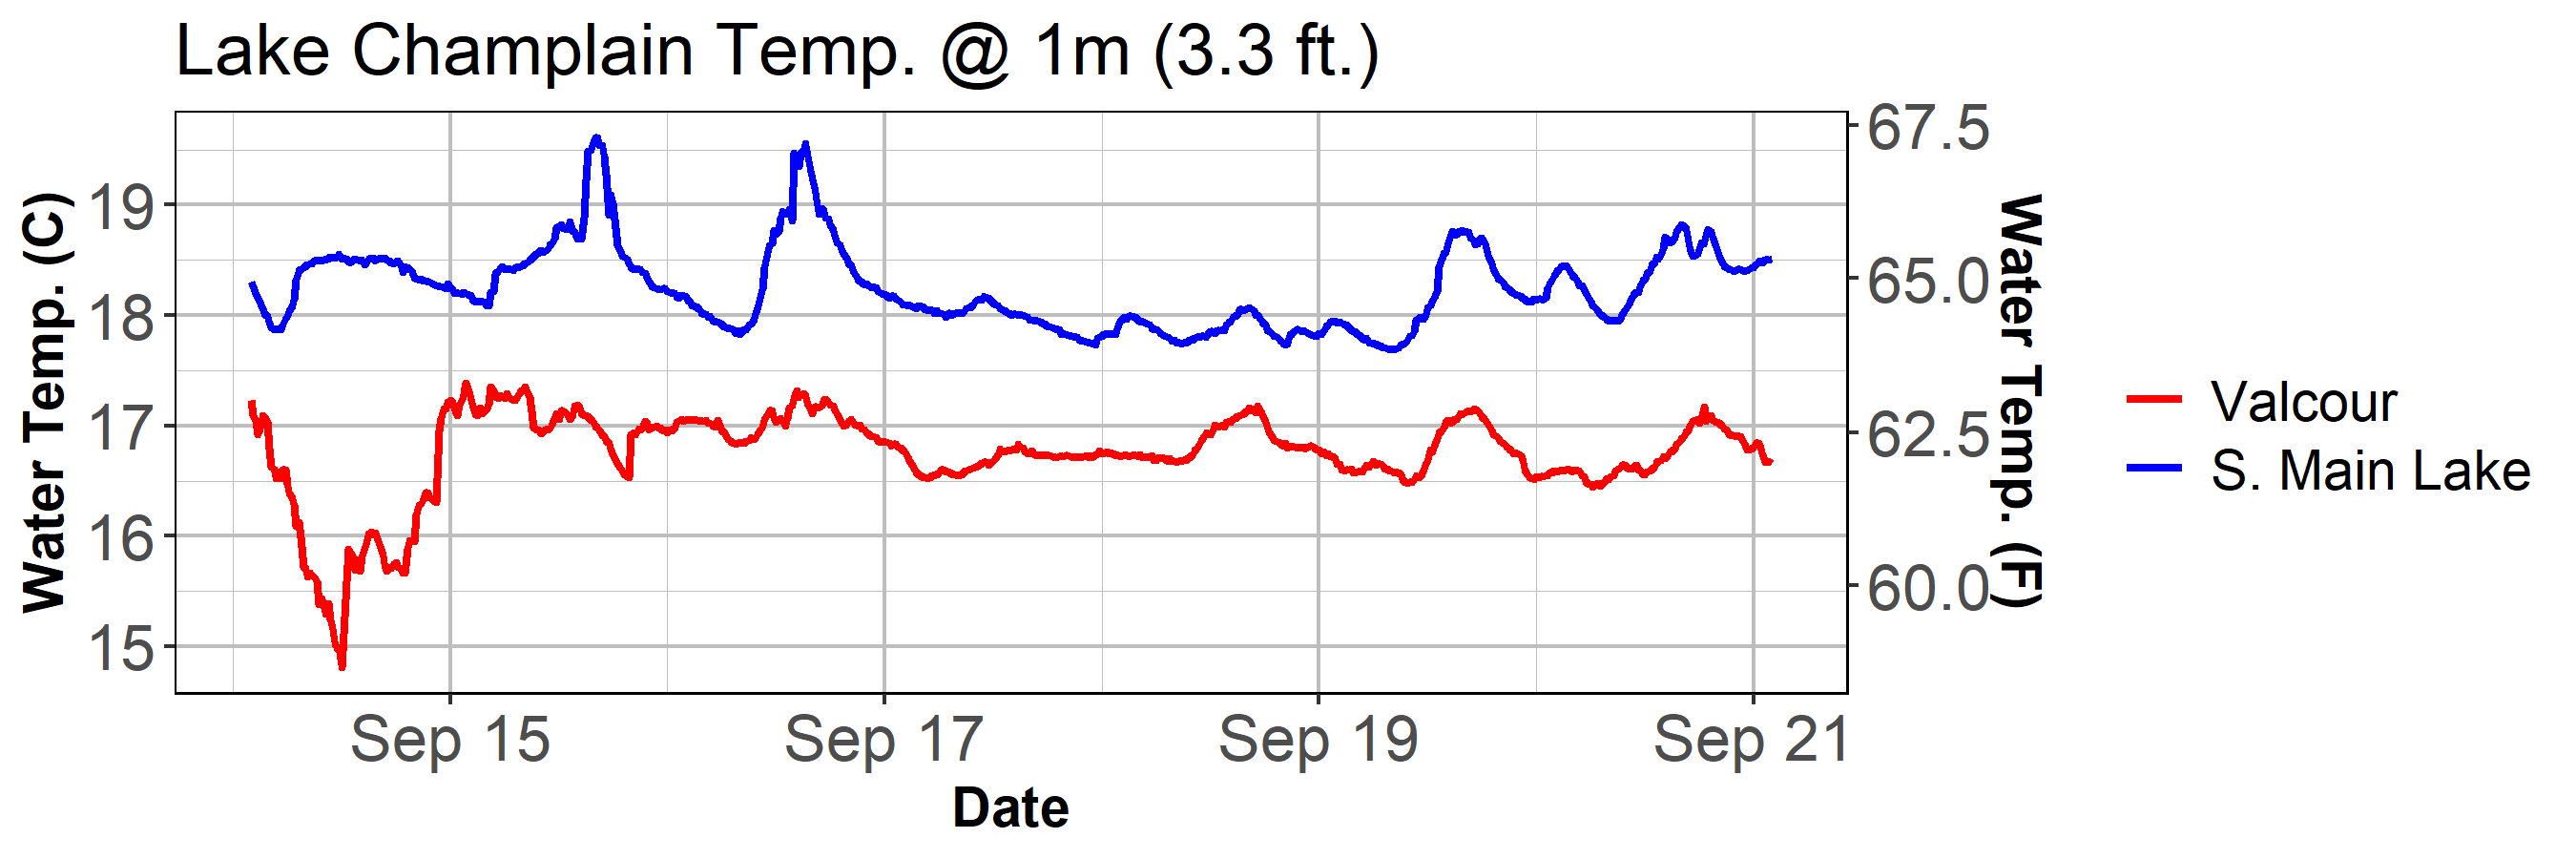 Lake Champlain Temp. @ 1m (3.3 ft.)
Water Temp. (C)
19
18
17
16
15
67.5
65.0
62.5
60.0
Water Temp. (F)
Sep 15
Sep 17
Sep 19
Sep 21
Date
Valcour
S. Main Lake